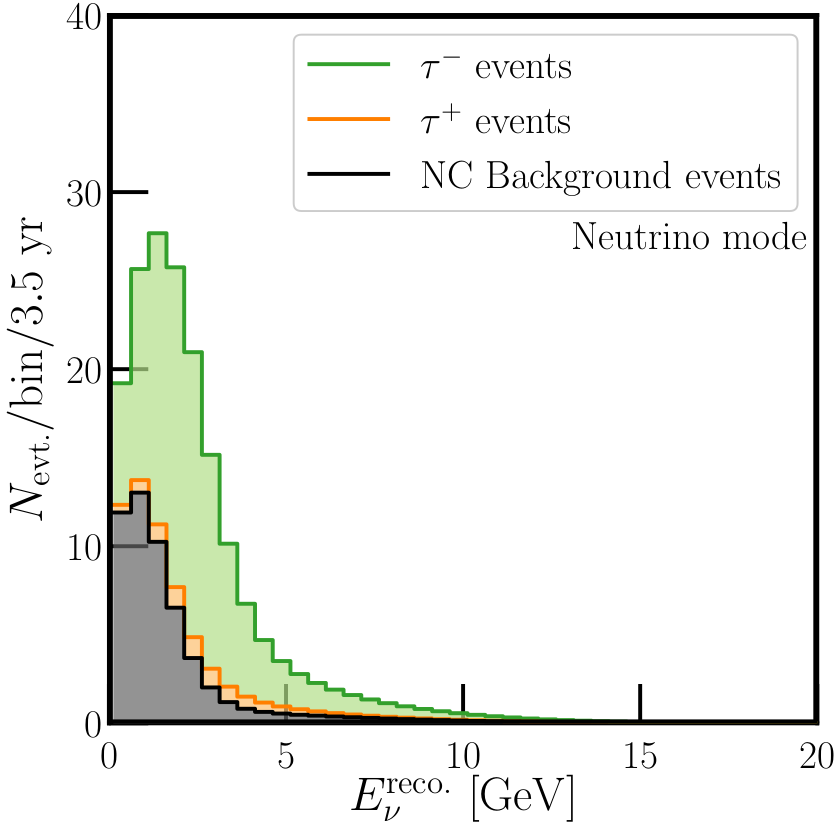 40
30
20
10
0
0 5 10 15 20
N_evt./bin/3.5 yr
E_ν^reco. [GeV]
τ⁻ events
τ⁺ events
NC Background events
Neutrino mode